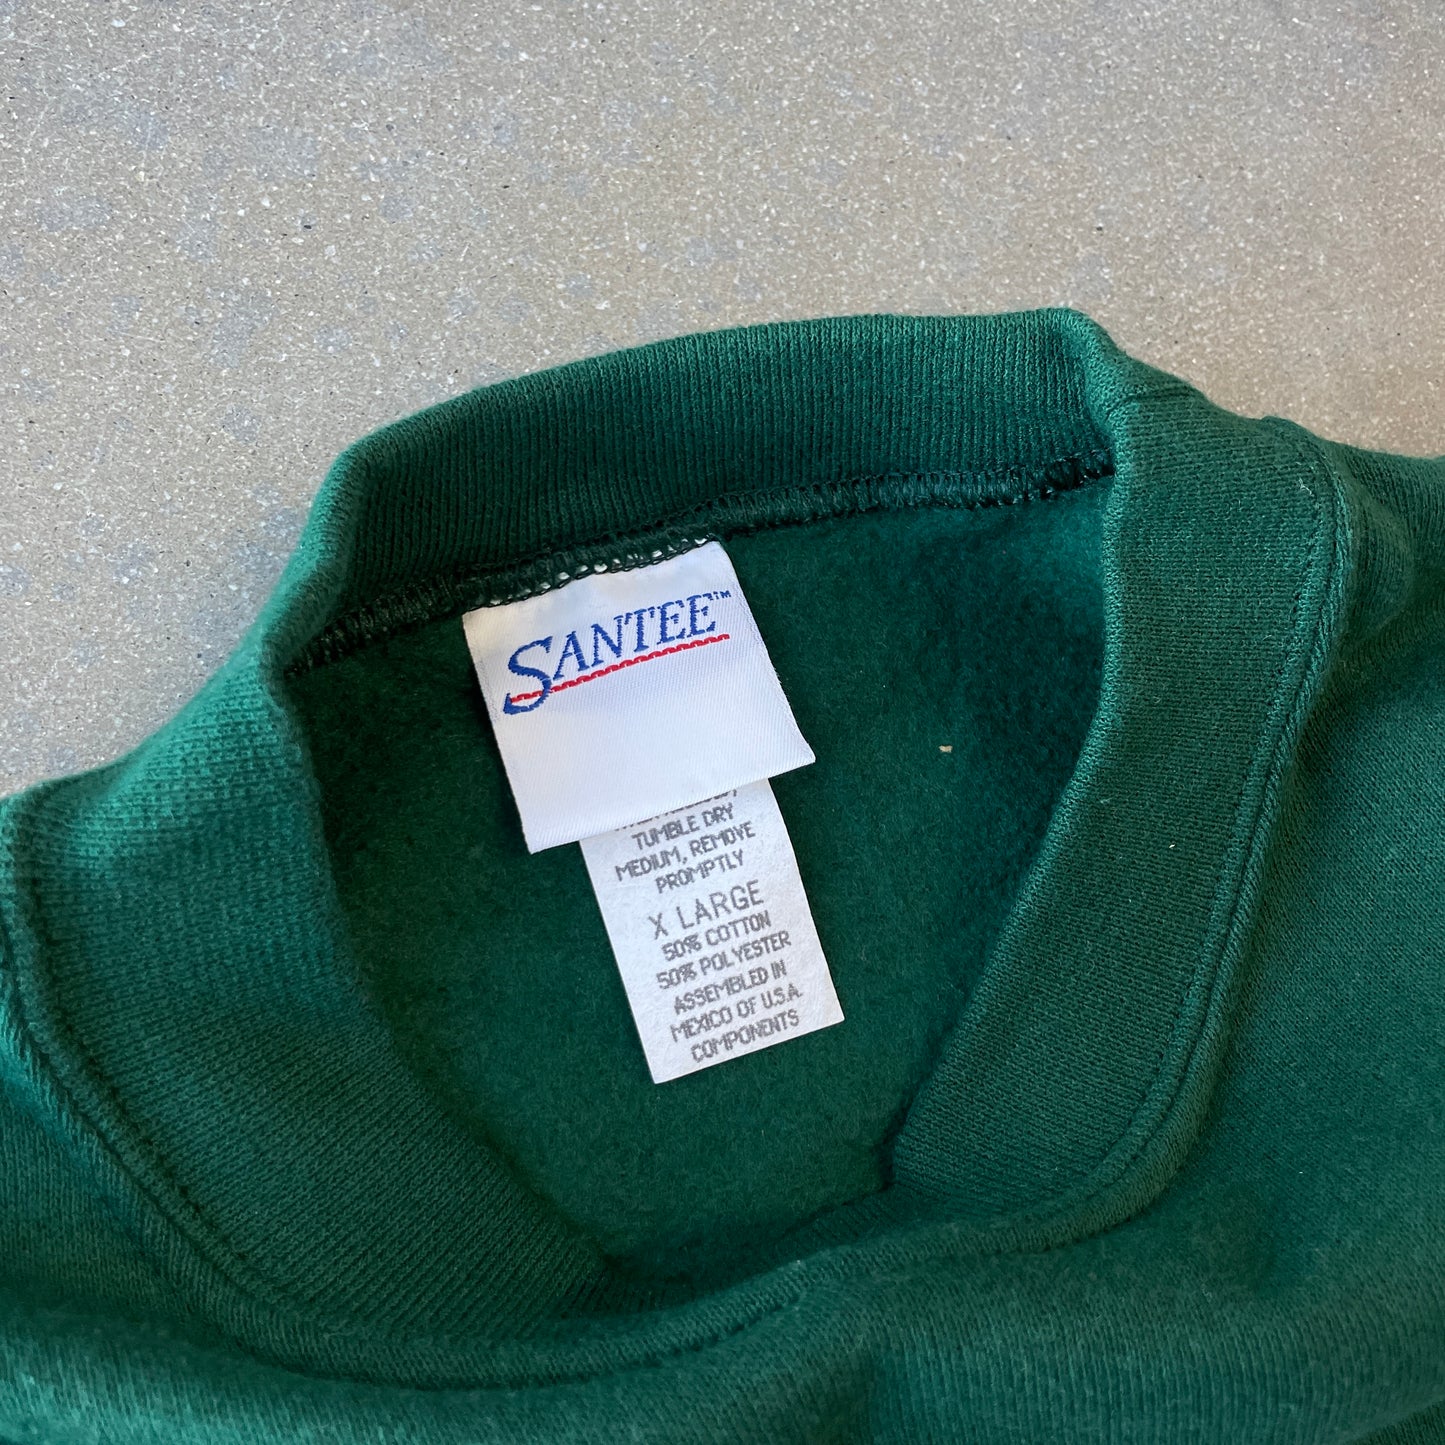 SANTEE™
TUMBLE DRY
MEDIUM, REMOVE
PROMPTLY
X LARGE
50% COTTON
50% POLYESTER
ASSEMBLED IN
MEXICO OF U.S.A.
COMPONENTS